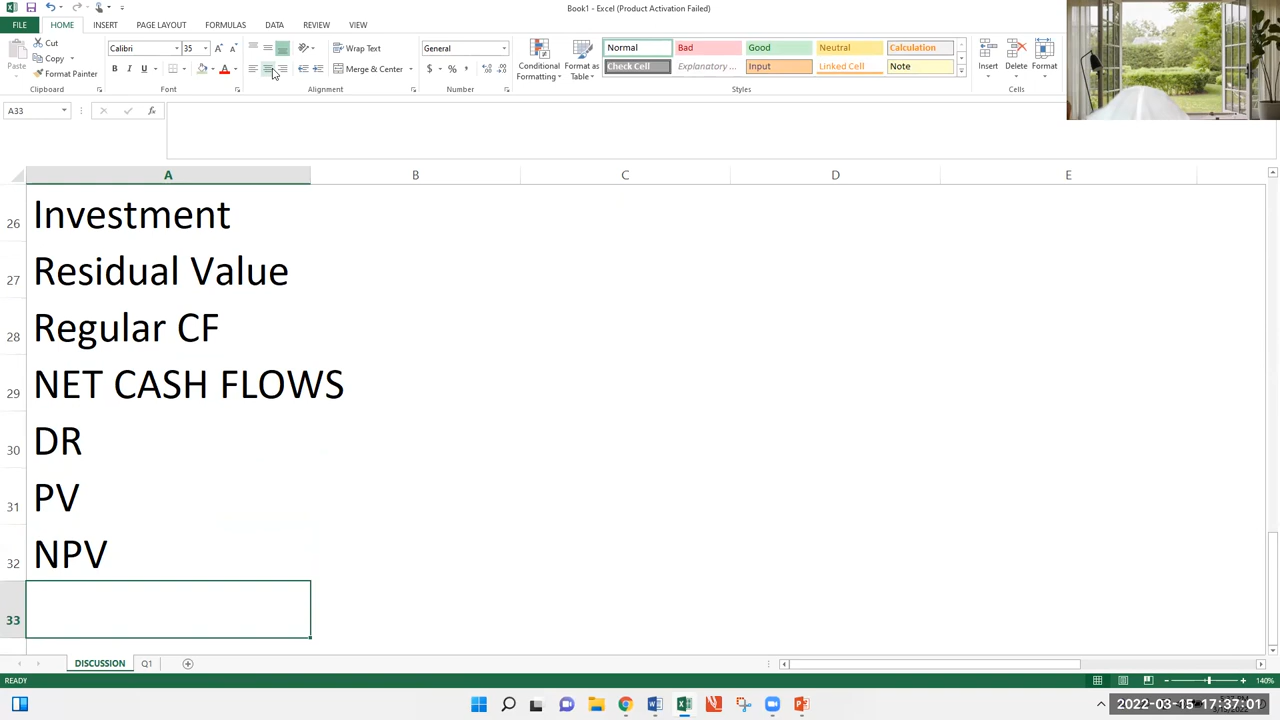 Book1 - Excel (Product Activation Failed)
FILE HOME INSERT PAGE LAYOUT FORMULAS DATA REVIEW VIEW
Cut
Copy
Format Painter
Paste
Clipboard
Calibri 35
B I U
Font
Wrap Text
Merge & Center
Alignment
General
$ % ,
Number
Conditional Formatting
Format as Table
Normal Bad Good Neutral Calculation
Check Cell Explanatory ... Input Linked Cell Note
Styles
Insert Delete Format
Cells
A33
A B C D E
26 Investment
27 Residual Value
28 Regular CF
29 NET CASH FLOWS
30 DR
31 PV
32 NPV
33
DISCUSSION Q1
READY
140%
2022-03-15 17:37:01